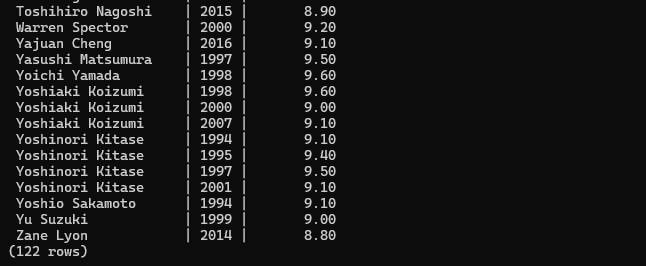 Toshihiro Nagoshi | 2015 | 8.90
Warren Spector | 2000 | 9.20
Yajuan Cheng | 2016 | 9.10
Yasushi Matsumura | 1997 | 9.50
Yoichi Yamada | 1998 | 9.60
Yoshiaki Koizumi | 1998 | 9.60
Yoshiaki Koizumi | 2000 | 9.00
Yoshiaki Koizumi | 2007 | 9.10
Yoshinori Kitase | 1994 | 9.10
Yoshinori Kitase | 1995 | 9.40
Yoshinori Kitase | 1997 | 9.50
Yoshinori Kitase | 2001 | 9.10
Yoshio Sakamoto | 1994 | 9.10
Yu Suzuki | 1999 | 9.00
Zane Lyon | 2014 | 8.80
(122 rows)